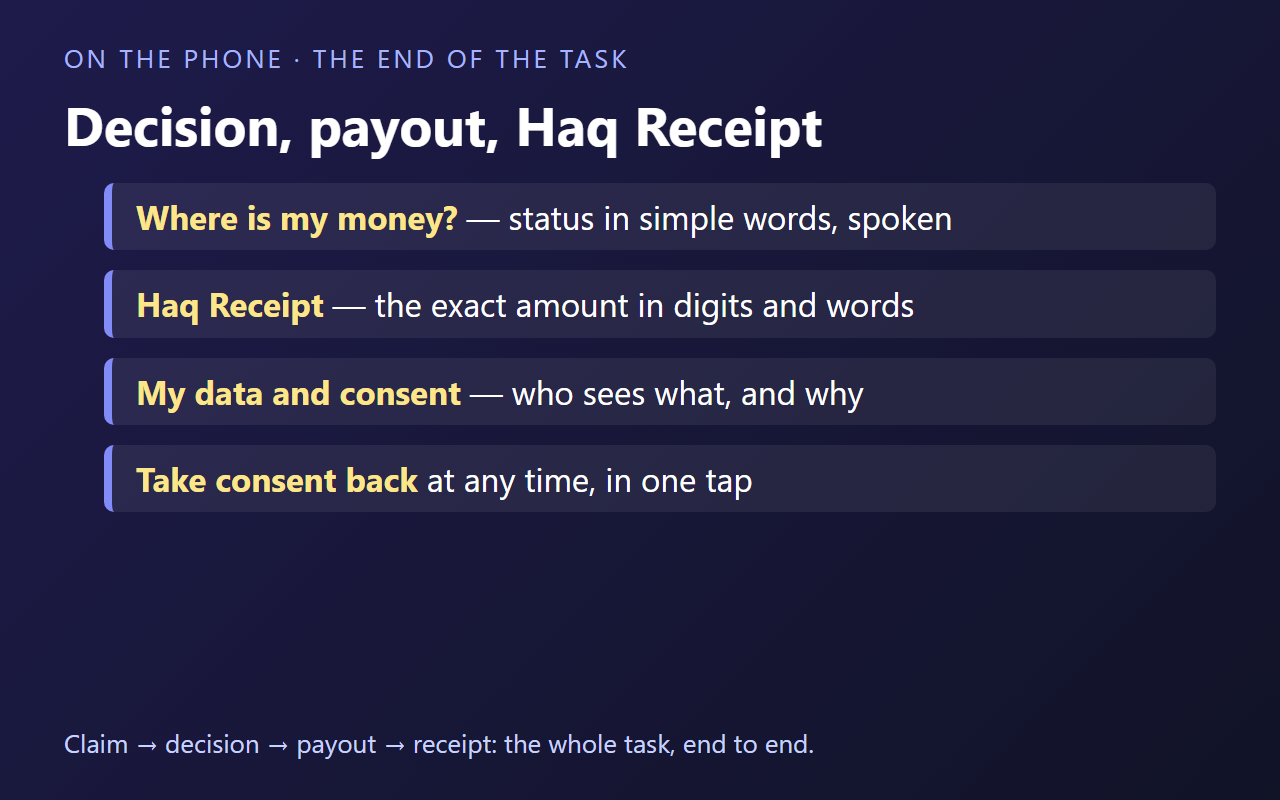 ON THE PHONE · THE END OF THE TASK
Decision, payout, Haq Receipt
Where is my money? — status in simple words, spoken
Haq Receipt — the exact amount in digits and words
My data and consent — who sees what, and why
Take consent back at any time, in one tap
Claim → decision → payout → receipt: the whole task, end to end.